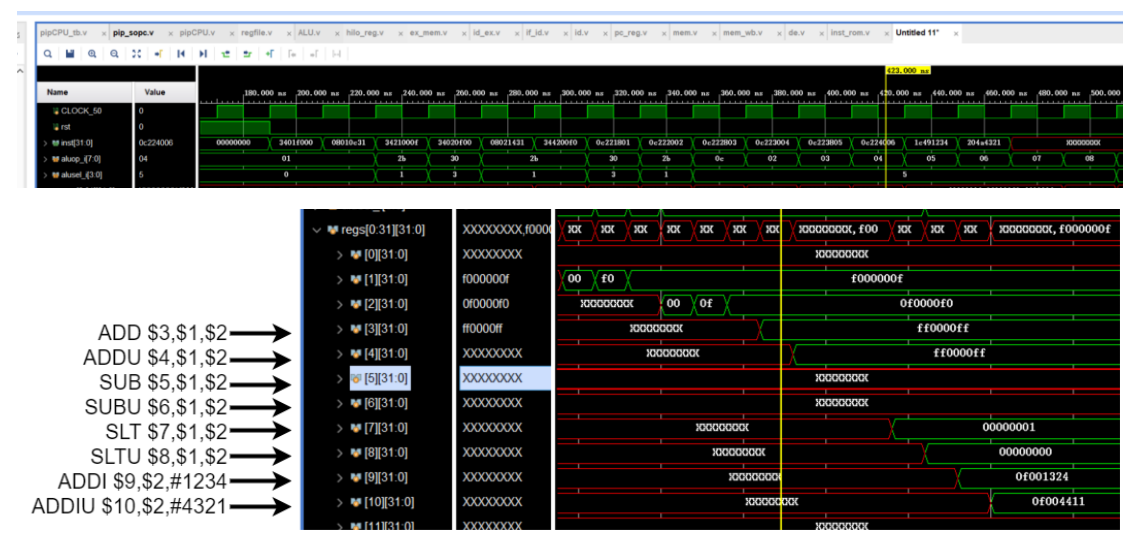 pipCPU_tb.v × pip_sopc.v × pipCPU.v × regfile.v × ALU.v × hilo_reg.v × ex_mem.v × id_ex.v × if_id.v × id.v × pc_reg.v × mem.v × mem_wb.v × de.v × inst_rom.v × Untitled 11* ×
423.000 ns
Name Value 180.000 ns 200.000 ns 220.000 ns 240.000 ns 260.000 ns 280.000 ns 300.000 ns 320.000 ns 340.000 ns 360.000 ns 380.000 ns 400.000 ns 420.000 ns 440.000 ns 460.000 ns 480.000 ns 500.000
CLOCK_50 0
rst 0
inst[31:0] 0c224006 00000000 3401f000 08010c31 3421000f 34020f00 08021431 344200f0 0c221801 0c222002 0c222803 0c223004 0c223805 0c224006 1c491234 204a4321 XXXXXXXX
aluop_i[7:0] 04 01 2b 30 2b 30 2b 0c 02 03 04 05 06 07 08
alusel_i[3:0] 5 0 1 3 1 3 1 5
regs[0:31][31:0] XXXXXXXX,f000 XX XX XX XX XX XX XX XXXXXXXX, f00 XX XX XX XXXXXXXX, f000000f
[0][31:0] XXXXXXXX XXXXXXXX
[1][31:0] f000000f 00 f0 f000000f
[2][31:0] 0f0000f0 XXXXXXXX 00 0f 0f0000f0
ADD $3,$1,$2 [3][31:0] ff0000ff XXXXXXXX ff0000ff
ADDU $4,$1,$2 [4][31:0] XXXXXXXX XXXXXXXX ff0000ff
SUB $5,$1,$2 [5][31:0] XXXXXXXX XXXXXXXX
SUBU $6,$1,$2 [6][31:0] XXXXXXXX XXXXXXXX
SLT $7,$1,$2 [7][31:0] XXXXXXXX XXXXXXXX 00000001
SLTU $8,$1,$2 [8][31:0] XXXXXXXX XXXXXXXX 00000000
ADDI $9,$2,#1234 [9][31:0] XXXXXXXX XXXXXXXX 0f001324
ADDIU $10,$2,#4321 [10][31:0] XXXXXXXX XXXXXXXX 0f004411
[11][31:0] XXXXXXXX XXXXXXXX